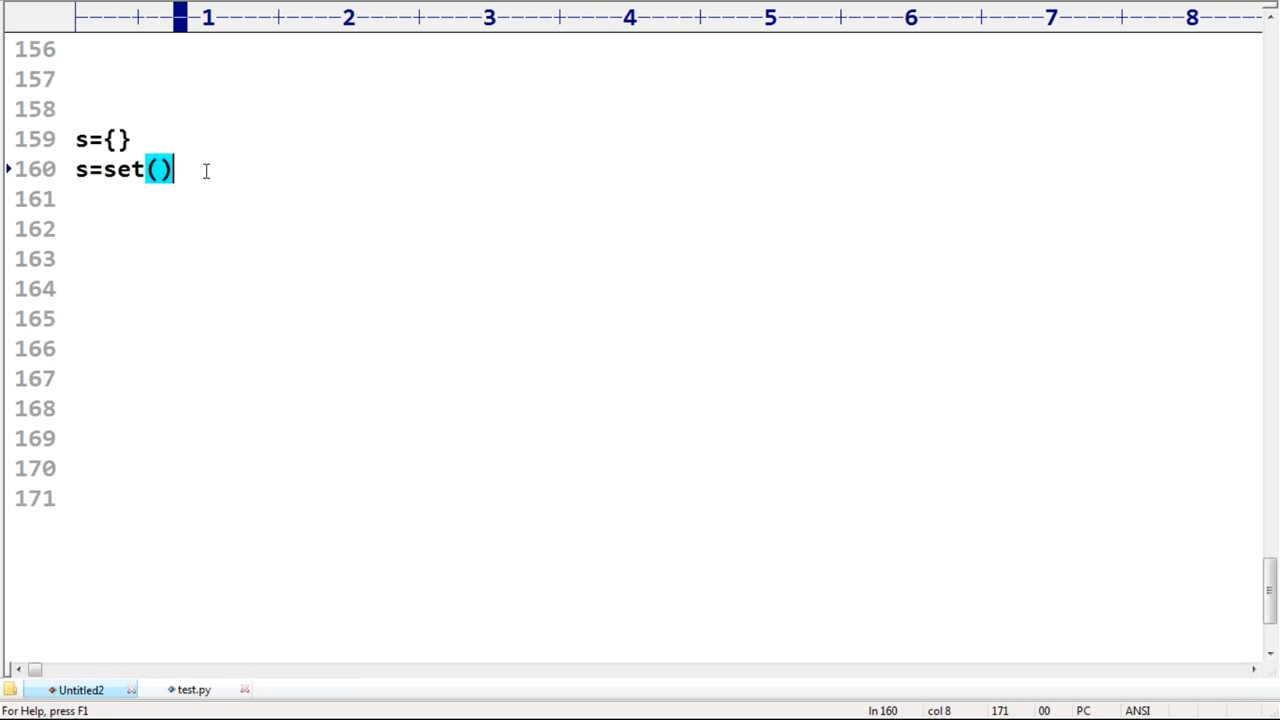 1 2 3 4 5 6 7 8
156
157
158
159 s={}
160 s=set()
161
162
163
164
165
166
167
168
169
170
171
Untitled2 test.py
For Help, press F1 ln 160 col 8 171 00 PC ANSI